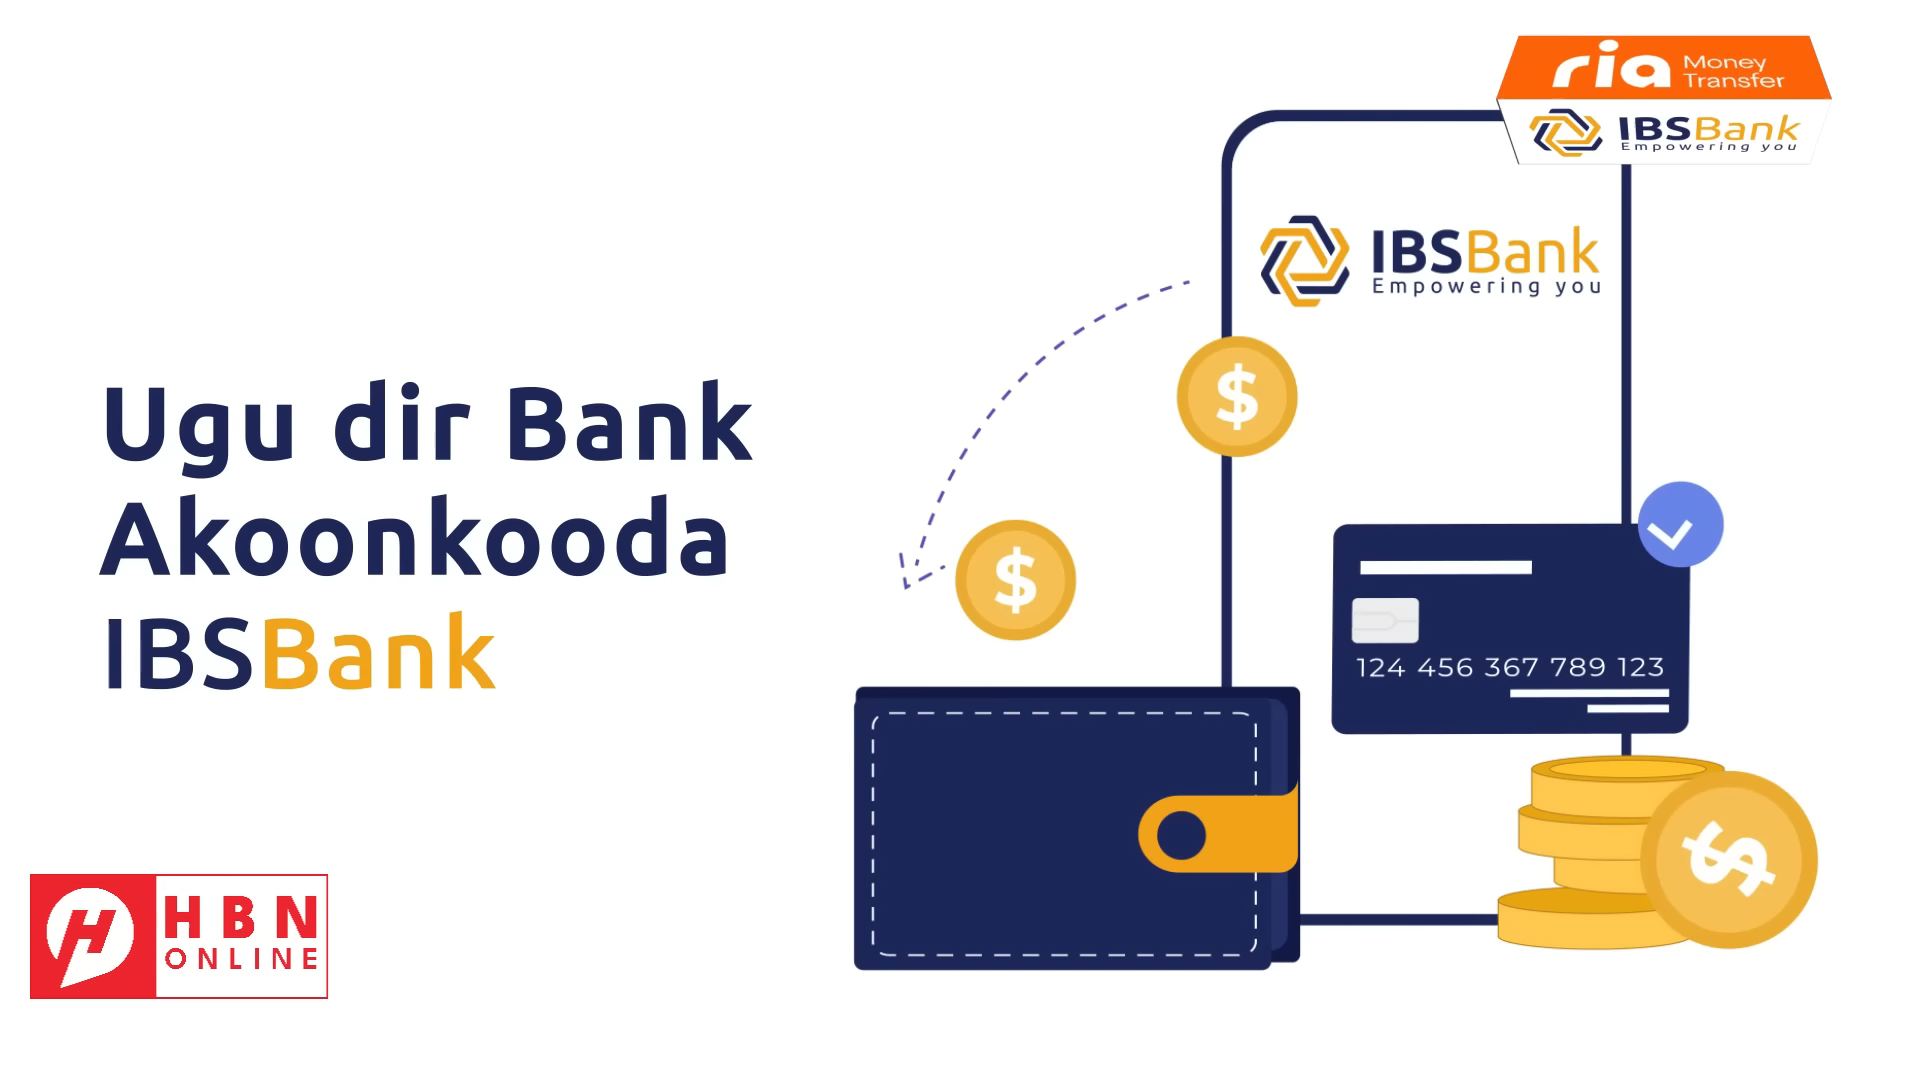 ria Money
Transfer
IBSBank
Empowering you
IBSBank
Empowering you
$
Ugu dir Bank
Akoonkooda
IBSBank
$
124 456 367 789 123
$
HBN
ONLINE